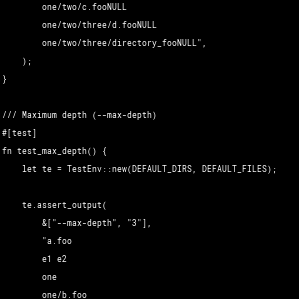 one/two/c.fooNULL
one/two/three/d.fooNULL
one/two/three/directory_fooNULL",
);
}
/// Maximum depth (--max-depth)
#[test]
fn test_max_depth() {
let te = TestEnv::new(DEFAULT_DIRS, DEFAULT_FILES);
te.assert_output(
&["--max-depth", "3"],
"a.foo
e1 e2
one
one/b.foo